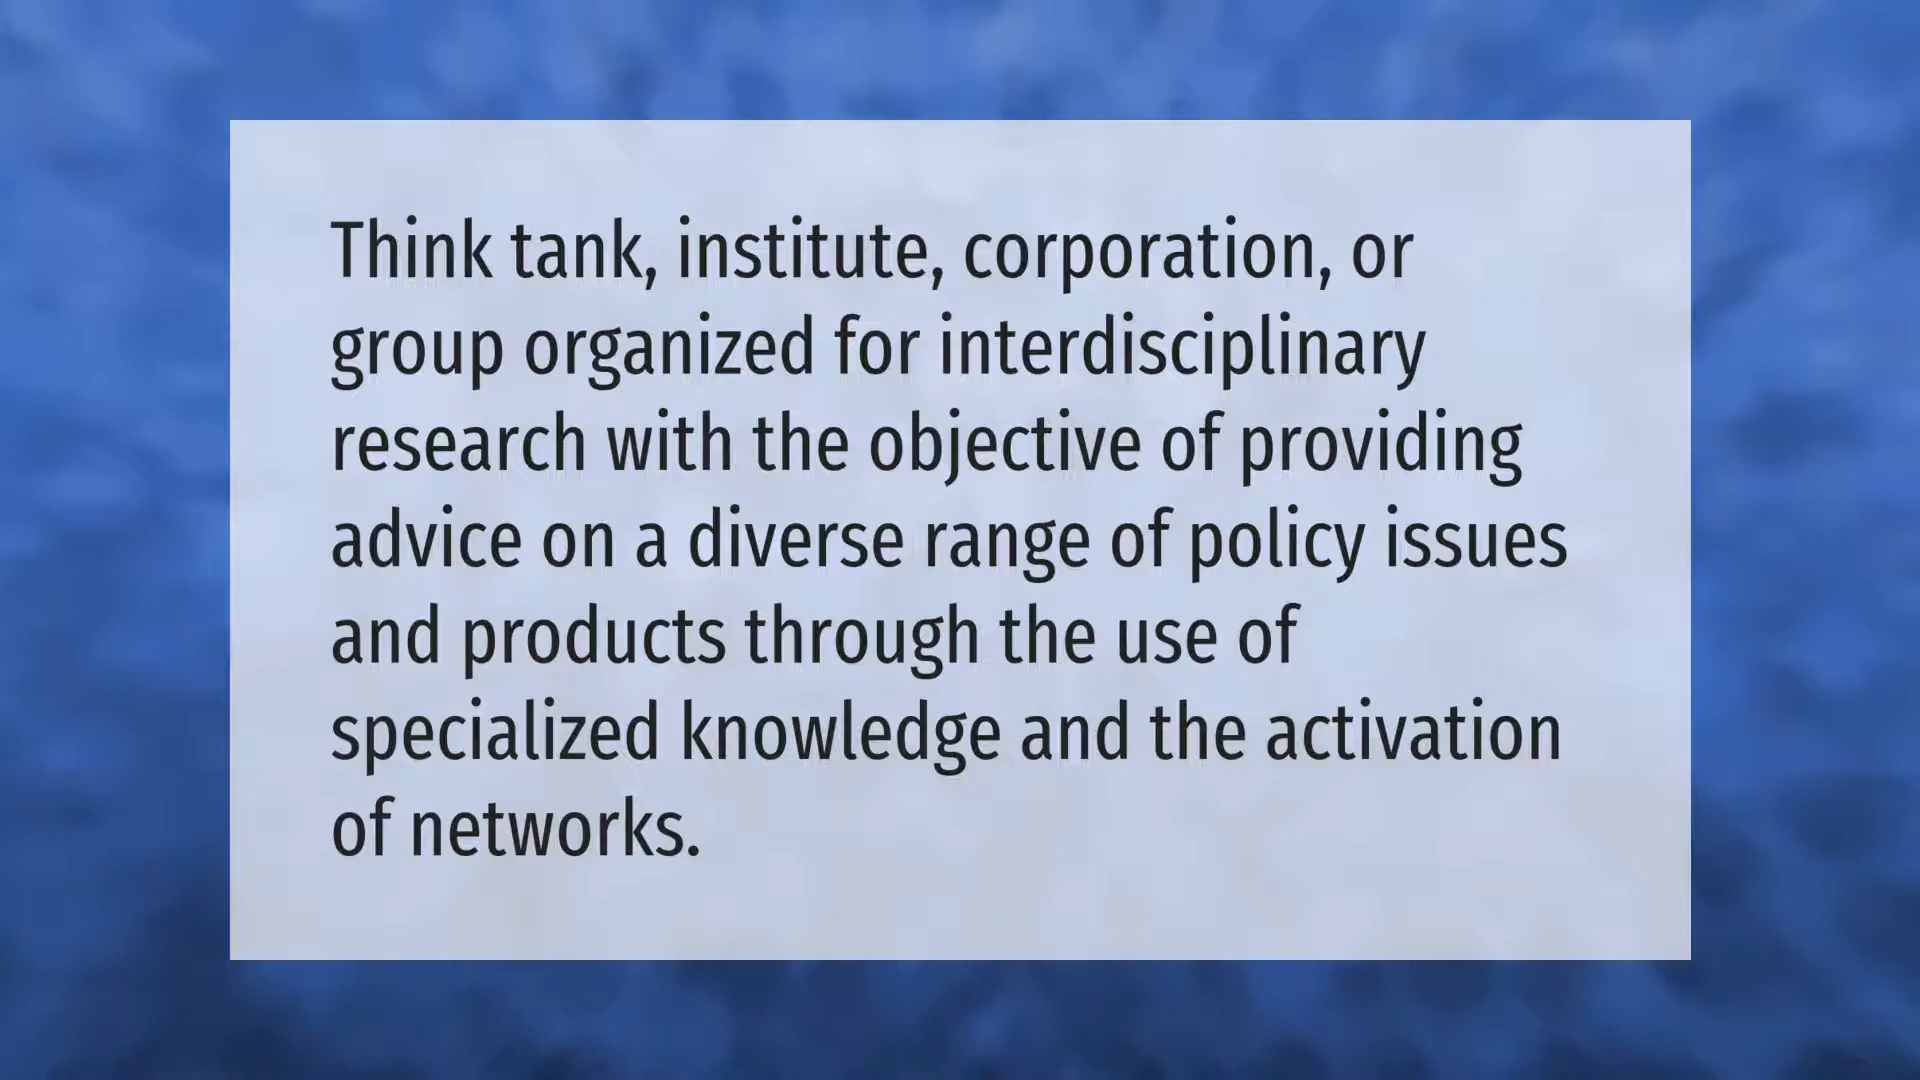 Think tank, institute, corporation, or
group organized for interdisciplinary
research with the objective of providing
advice on a diverse range of policy issues
and products through the use of
specialized knowledge and the activation
of networks.